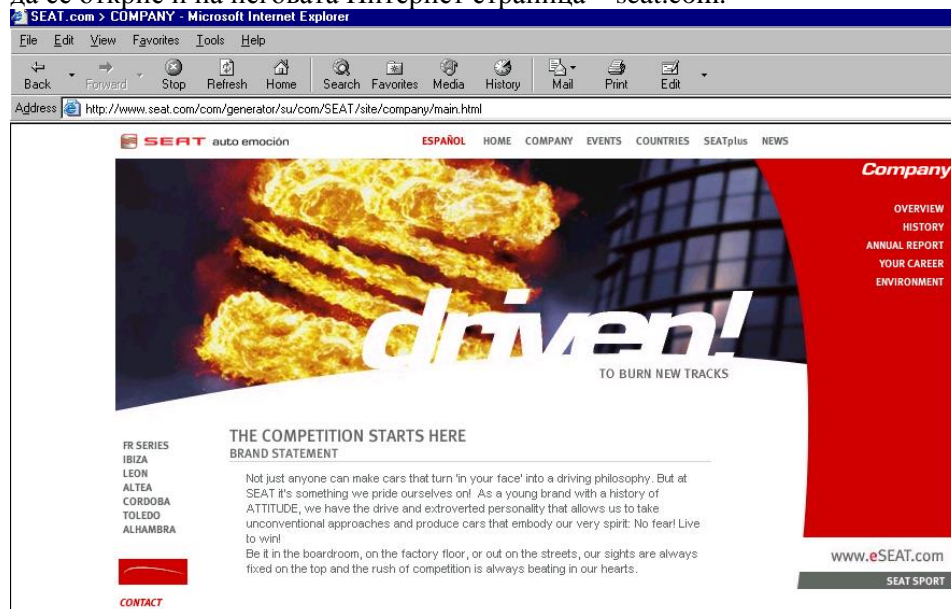 да се открие и на неговата Интернет страница – seat.com.
SEAT.com > COMPANY - Microsoft Internet Explorer
File Edit View Favorites Tools Help
Back Forward Stop Refresh Home Search Favorites Media History Mail Print Edit
Address http://www.seat.com/com/generator/su/com/SEAT/site/company/main.html
SEAT auto emoción
ESPAÑOL HOME COMPANY EVENTS COUNTRIES SEATplus NEWS
Company
OVERVIEW
HISTORY
ANNUAL REPORT
YOUR CAREER
ENVIRONMENT
driven!
TO BURN NEW TRACKS
FR SERIES
IBIZA
LEON
ALTEA
CORDOBA
TOLEDO
ALHAMBRA
CONTACT
THE COMPETITION STARTS HERE
BRAND STATEMENT
Not just anyone can make cars that turn 'in your face' into a driving philosophy. But at
SEAT it's something we pride ourselves on! As a young brand with a history of
ATTITUDE, we have the drive and extroverted personality that allows us to take
unconventional approaches and produce cars that embody our very spirit: No fear! Live
to win!
Be it in the boardroom, on the factory floor, or out on the streets, our sights are always
fixed on the top and the rush of competition is always beating in our hearts.
www.eSEAT.com
SEAT SPORT